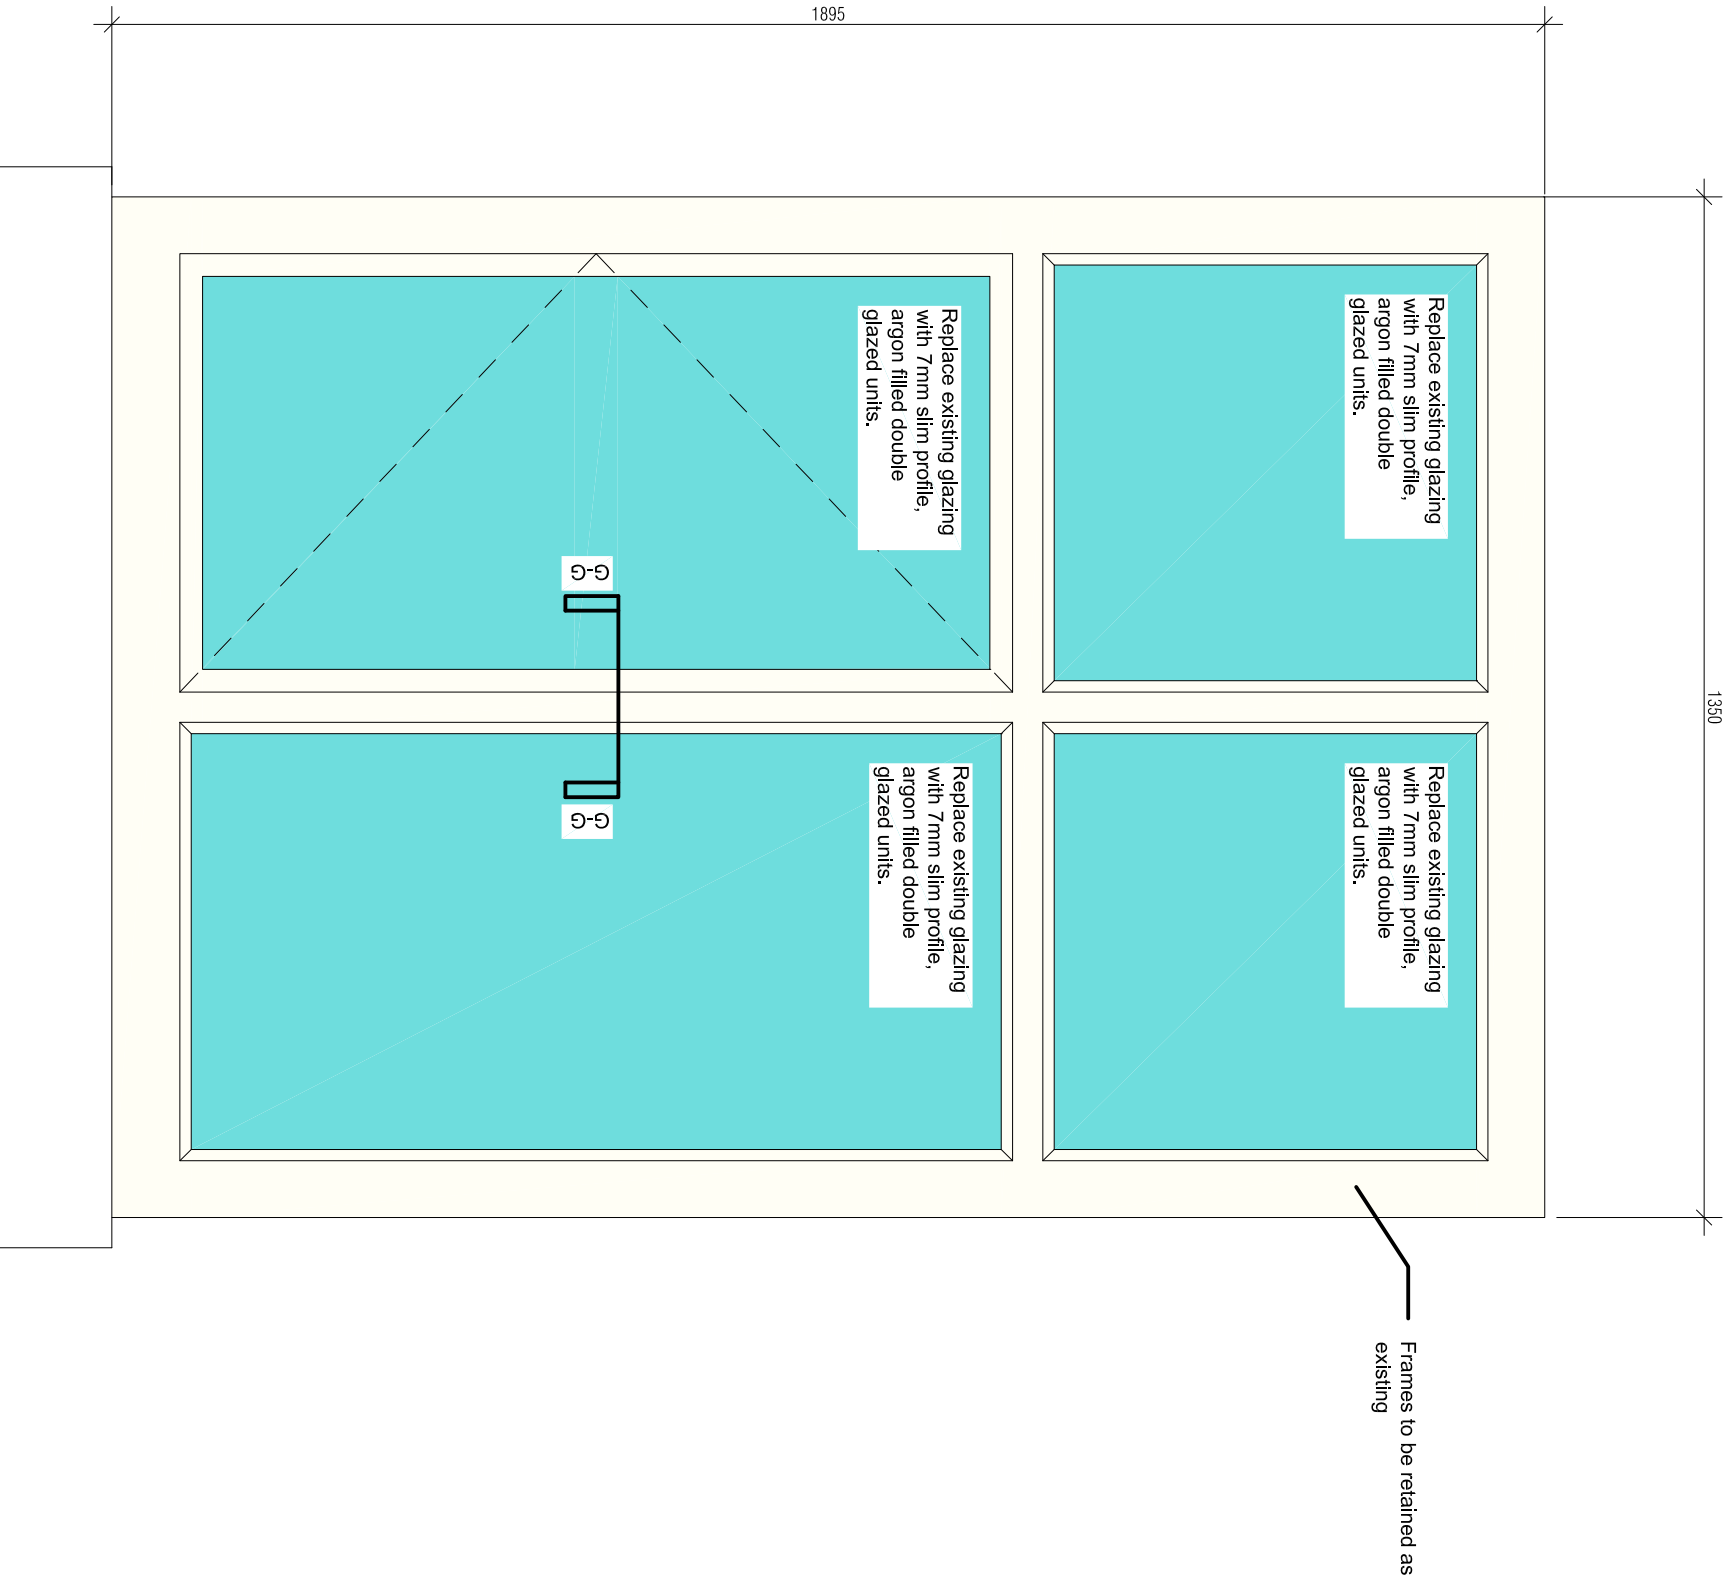 1895
1350
Replace existing glazing
with 7mm slim profile,
argon filled double
glazed units.
Replace existing glazing
with 7mm slim profile,
argon filled double
glazed units.
Replace existing glazing
with 7mm slim profile,
argon filled double
glazed units.
Replace existing glazing
with 7mm slim profile,
argon filled double
glazed units.
G-G
G-G
Frames to be retained as
existing